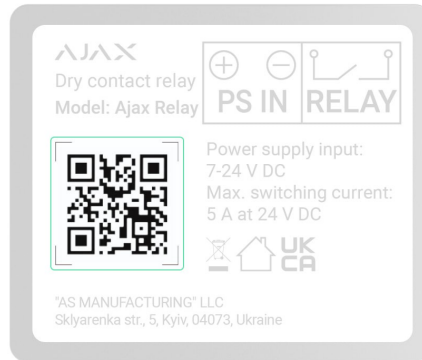 AJAX
Dry contact relay
Model: Ajax Relay
PS IN
RELAY
Power supply input:
7-24 V DC
Max. switching current:
5 A at 24 V DC
UK
CA
"AS MANUFACTURING" LLC
Sklyarenka str., 5, Kyiv, 04073, Ukraine